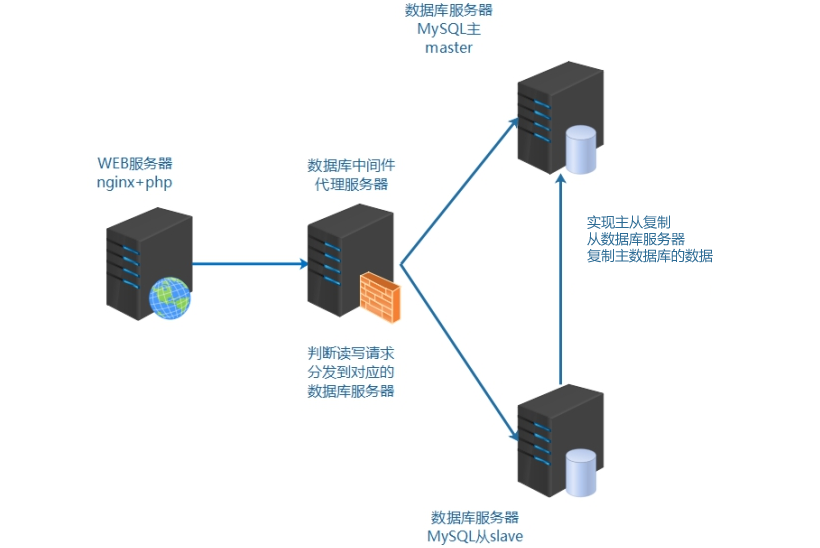 数据库服务器
MySQL主
master
WEB服务器
nginx+php
数据库中间件
代理服务器
实现主从复制
从数据库服务器
复制主数据库的数据
判断读写请求
分发到对应的
数据库服务器
数据库服务器
MySQL从slave